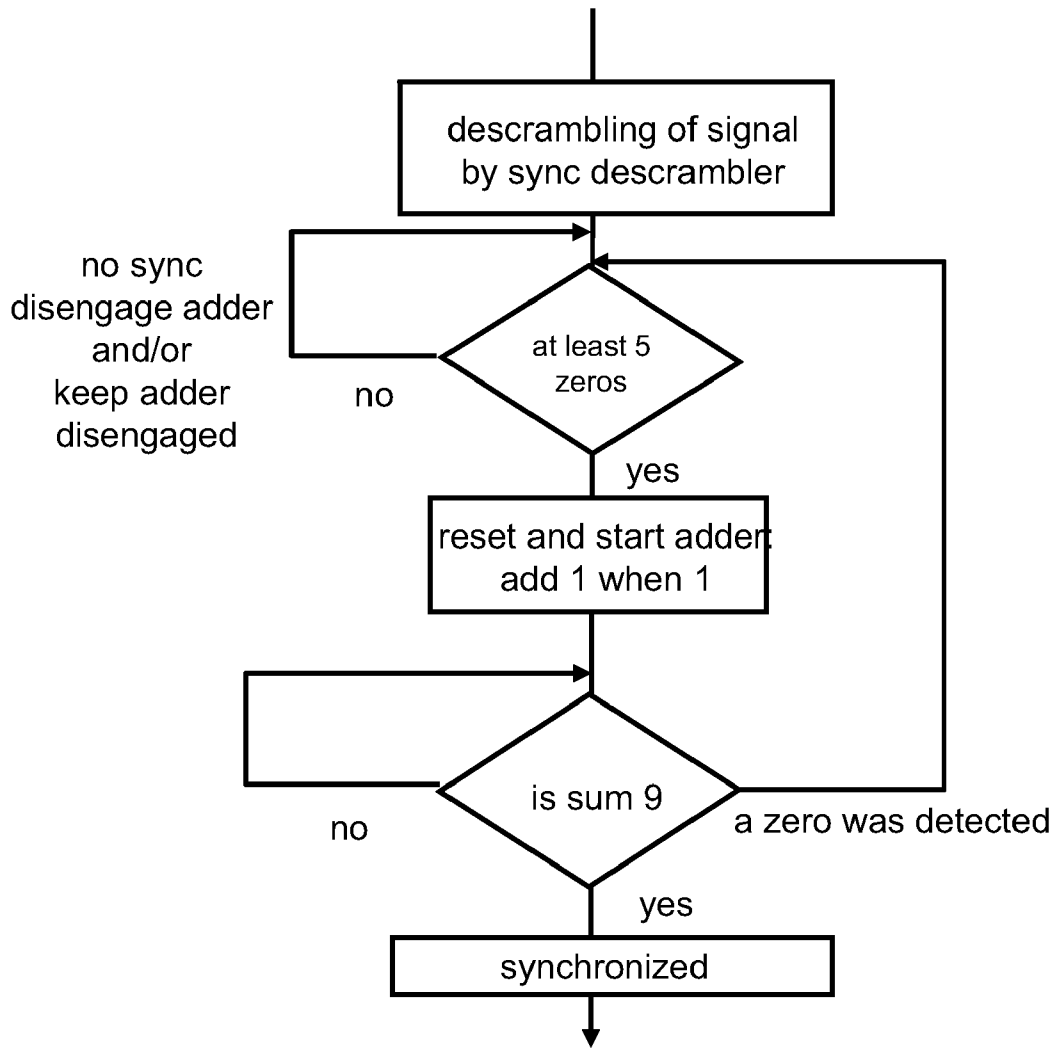 descrambling of signal
by sync descrambler
no sync
disengage adder
and/or
keep adder
disengaged
no
at least 5
zeros
yes
reset and start adder:
add 1 when 1
is sum 9
no
a zero was detected
yes
synchronized